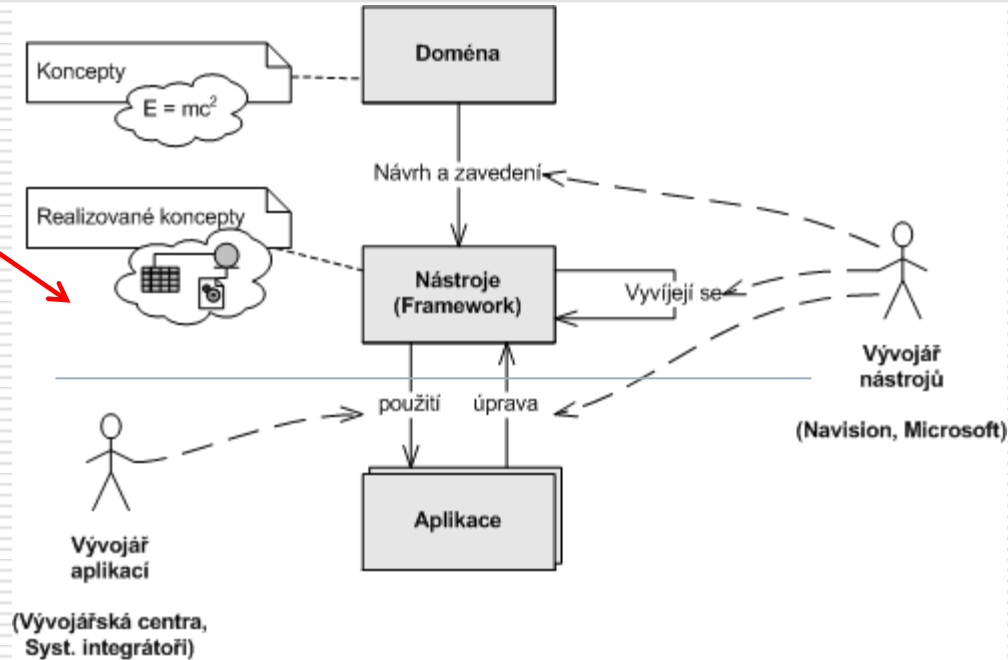 Doména
Koncepty
E = mc²
Návrh a zavedení
Realizované koncepty
Nástroje
(Framework)
Vyvíjejí se
Vývojář
nástrojů
(Navision, Microsoft)
použití
úprava
Aplikace
Vývojář
aplikací
(Vývojářská centra,
Syst. integrátoři)